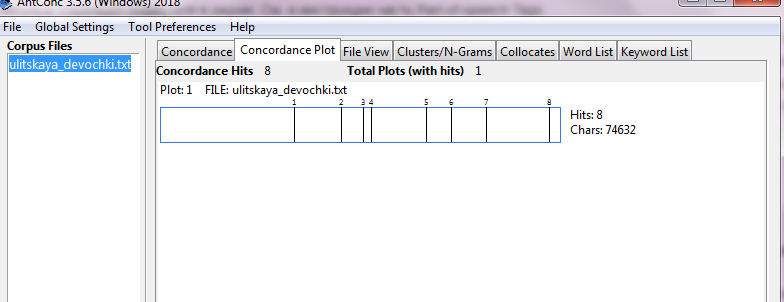 AntConc 3.5.6 (Windows) 2018
File Global Settings Tool Preferences Help
Corpus Files
ulitskaya_devochki.txt
Concordance Concordance Plot File View Clusters/N-Grams Collocates Word List Keyword List
Concordance Hits 8 Total Plots (with hits) 1
Plot: 1 FILE: ulitskaya_devochki.txt
1 2 3 4 5 6 7 8
Hits: 8
Chars: 74632